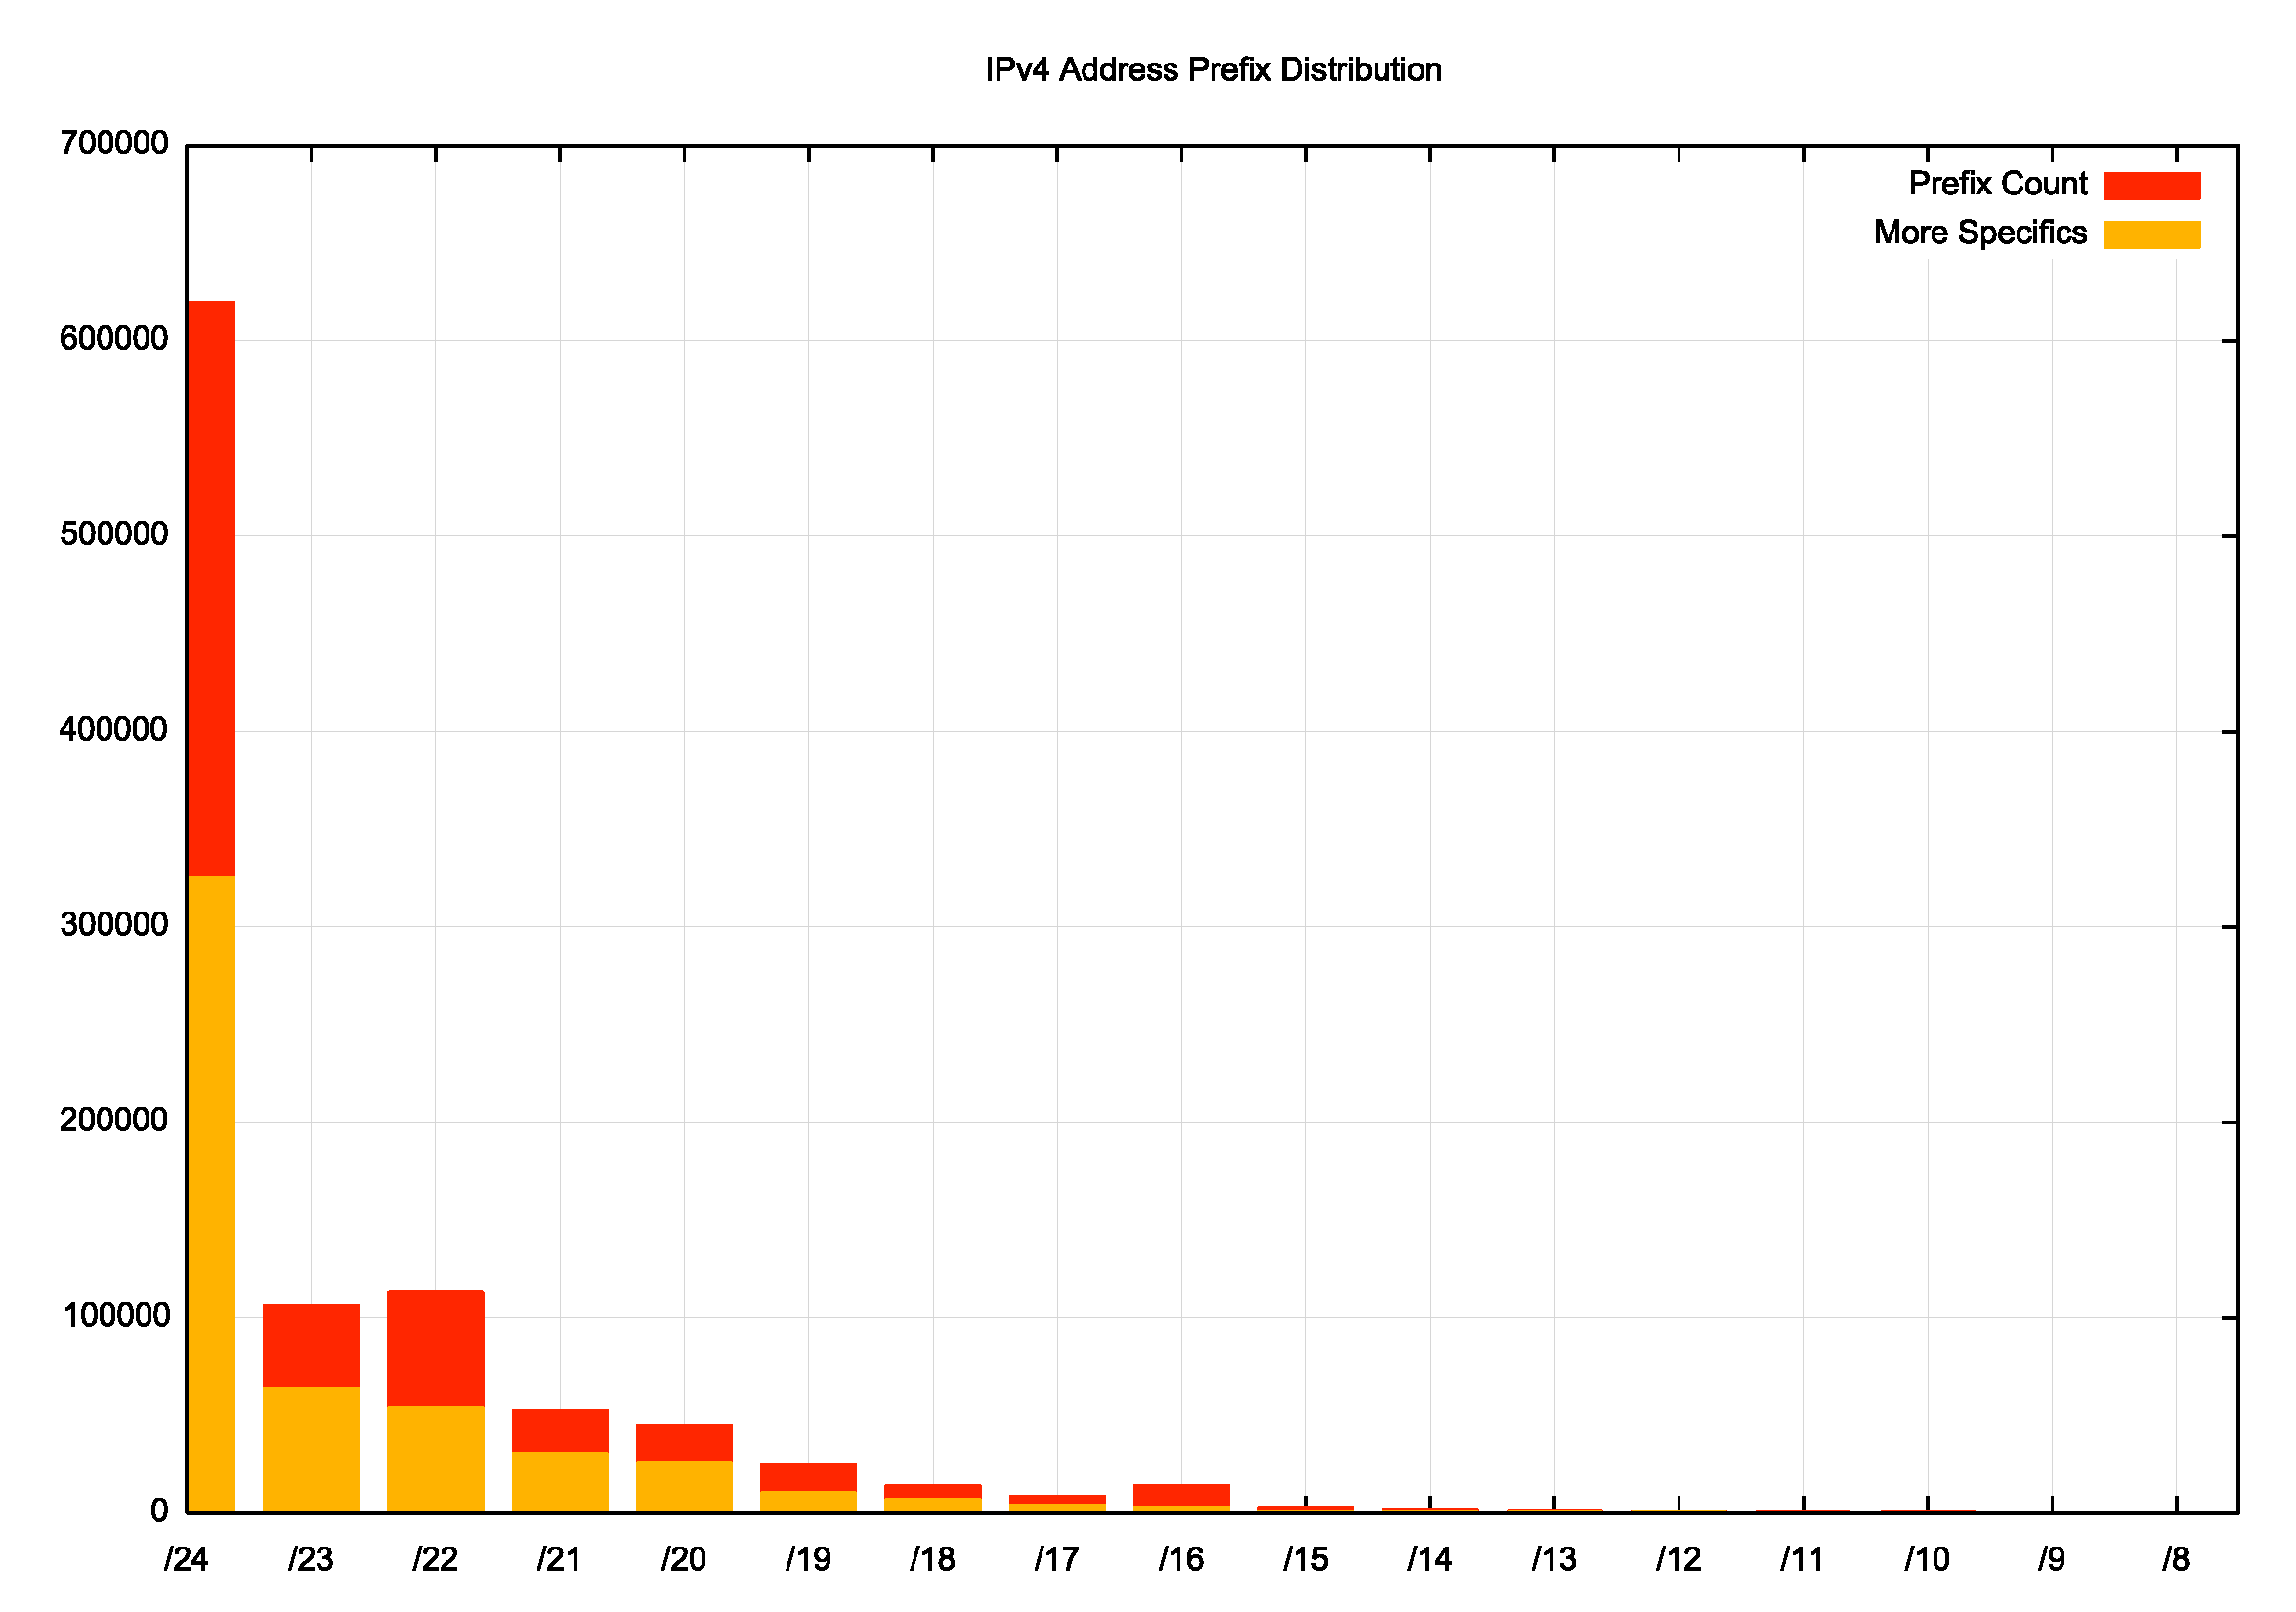 IPv4 Address Prefix Distribution
700000
Prefix Count
More Specifics
600000
500000
400000
300000
200000
100000
0
/24 /23 /22 /21 /20 /19 /18 /17 /16 /15 /14 /13 /12 /11 /10 /9 /8